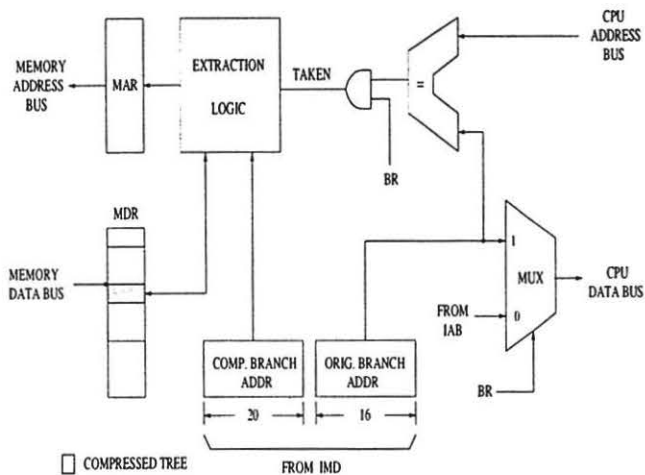 CPU
ADDRESS
BUS
MEMORY
ADDRESS
BUS
MAR
EXTRACTION
LOGIC
TAKEN
=
BR
MDR
MEMORY
DATA BUS
1
MUX
0
CPU
DATA BUS
FROM
IAB
COMP. BRANCH
ADDR
ORIG. BRANCH
ADDR
BR
20
16
COMPRESSED TREE
FROM IMD